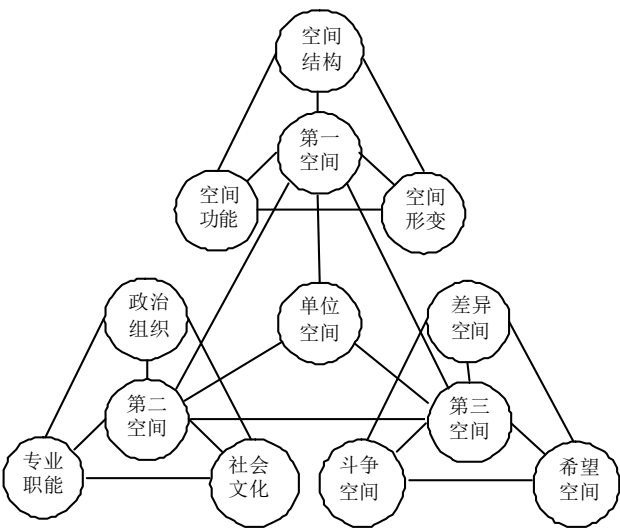 空间
结构
第一
空间
空间
功能
空间
形变
政治
组织
单位
空间
差异
空间
第二
空间
第三
空间
专业
职能
社会
文化
斗争
空间
希望
空间